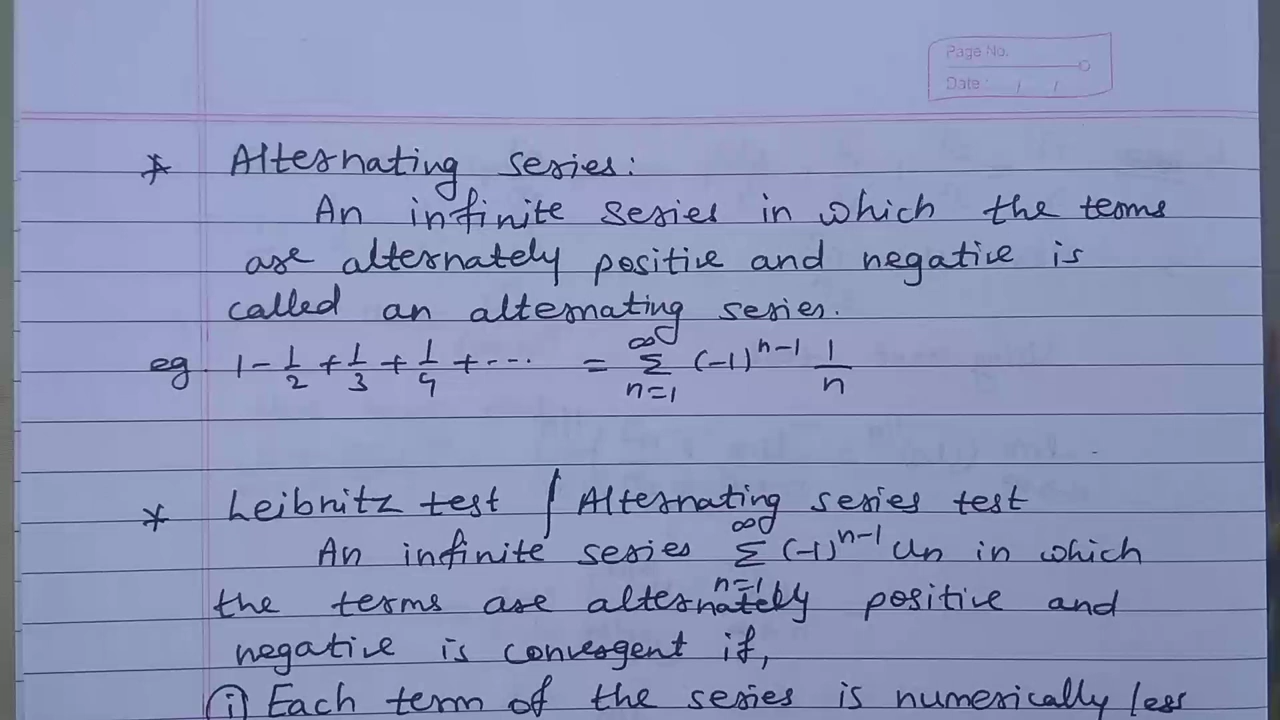 Page No.
Date: / /
* Alternating series:
An infinite series in which the terms
are alternately positive and negative is
called an alternating series.
eg. 1 - 1/2 + 1/3 + 1/4 + ... = ∞Σn=1 (-1)^n-1 1/n
* Leibnitz test / Alternating series test
An infinite series ∞Σn=1 (-1)^n-1 Un in which
the terms are alternately positive and
negative is convergent if,
(i) Each term of the series is numerically less